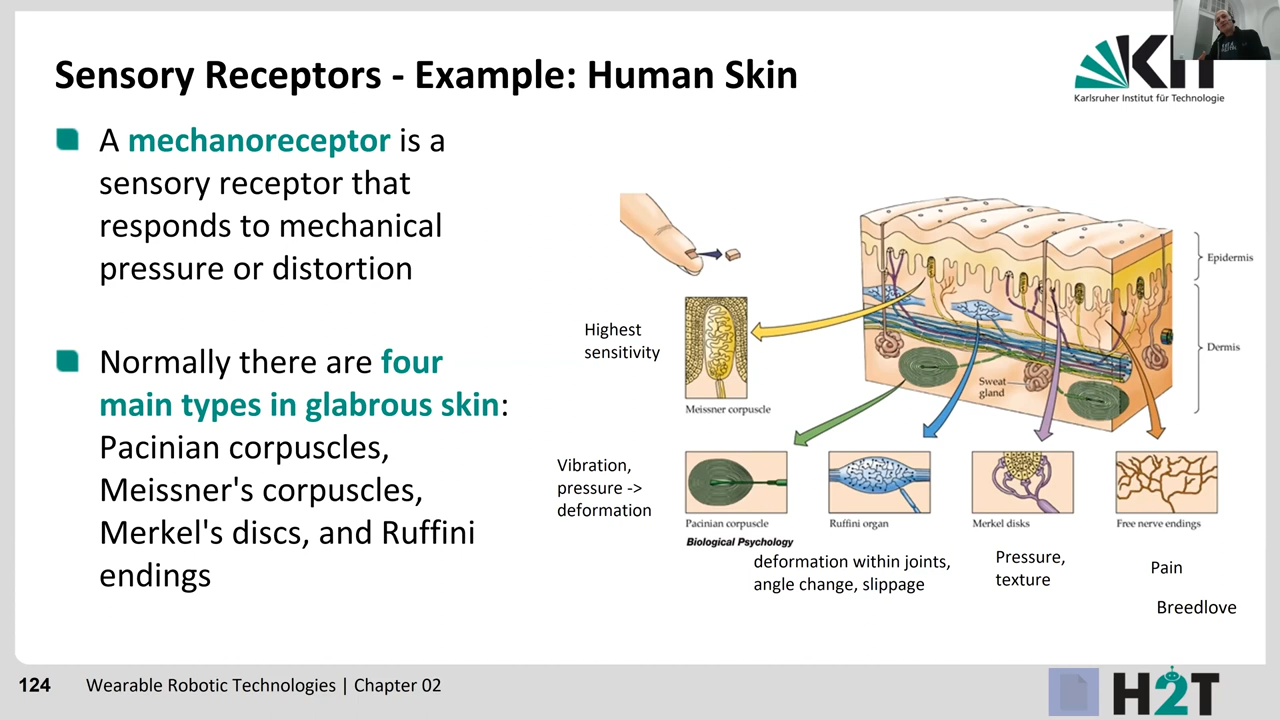 Sensory Receptors - Example: Human Skin
KIT
Karlsruher Institut für Technologie
A mechanoreceptor is a
sensory receptor that
responds to mechanical
pressure or distortion
Normally there are four
main types in glabrous skin:
Pacinian corpuscles,
Meissner's corpuscles,
Merkel's discs, and Ruffini
endings
Epidermis
Dermis
Sweat
gland
Highest
sensitivity
Meissner corpuscle
Vibration,
pressure ->
deformation
Pacinian corpuscle
Ruffini organ
Merkel disks
Free nerve endings
Biological Psychology
deformation within joints,
angle change, slippage
Pressure,
texture
Pain
Breedlove
124 Wearable Robotic Technologies | Chapter 02
H2T